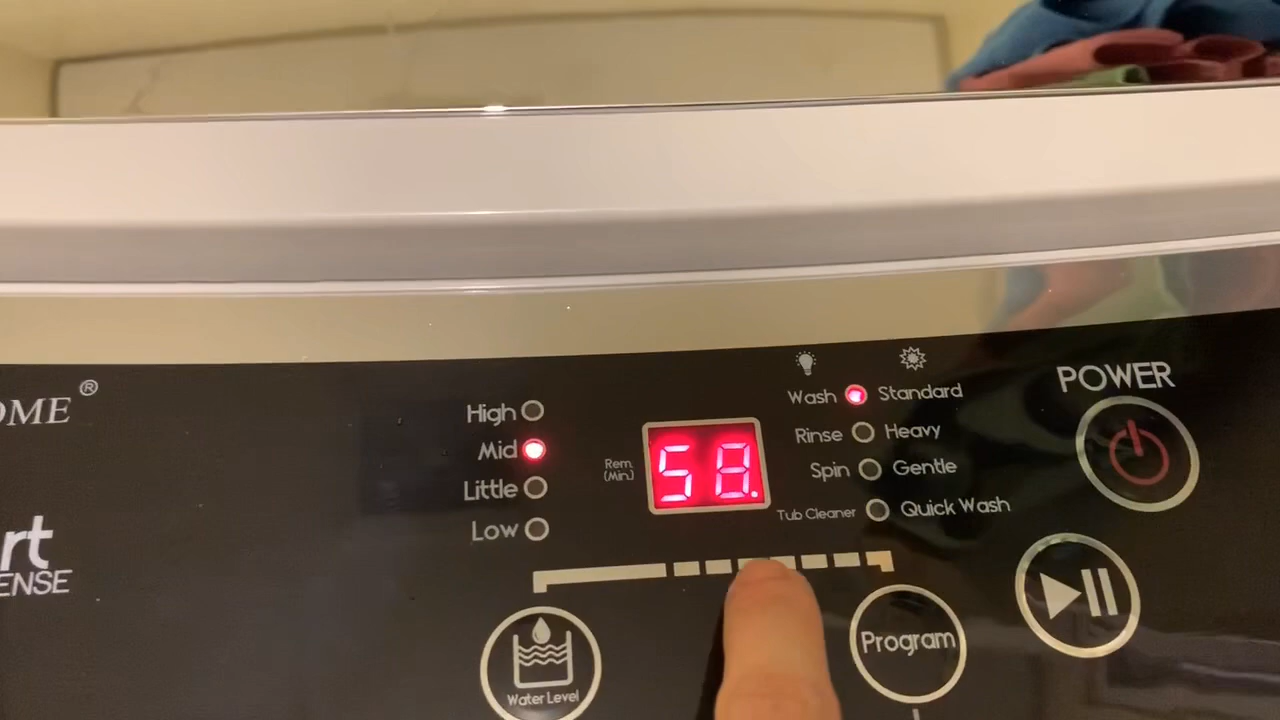 OME®
rt
ENSE
High
Mid
Little
Low
Rem.
(Min.)
58.
Wash Standard
Rinse Heavy
Spin Gentle
Tub Cleaner Quick Wash
POWER
Water Level
Program